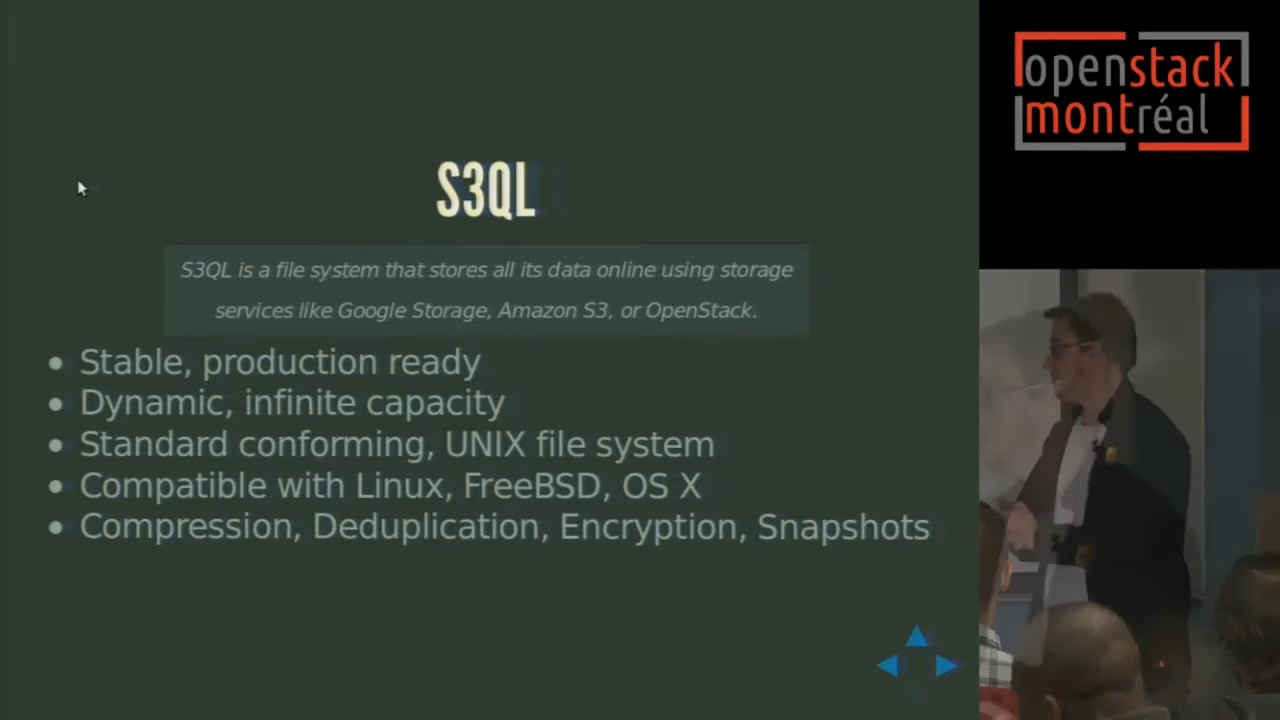 S3QL
S3QL is a file system that stores all its data online using storage
services like Google Storage, Amazon S3, or OpenStack.
Stable, production ready
Dynamic, infinite capacity
Standard conforming, UNIX file system
Compatible with Linux, FreeBSD, OS X
Compression, Deduplication, Encryption, Snapshots
openstack
montréal